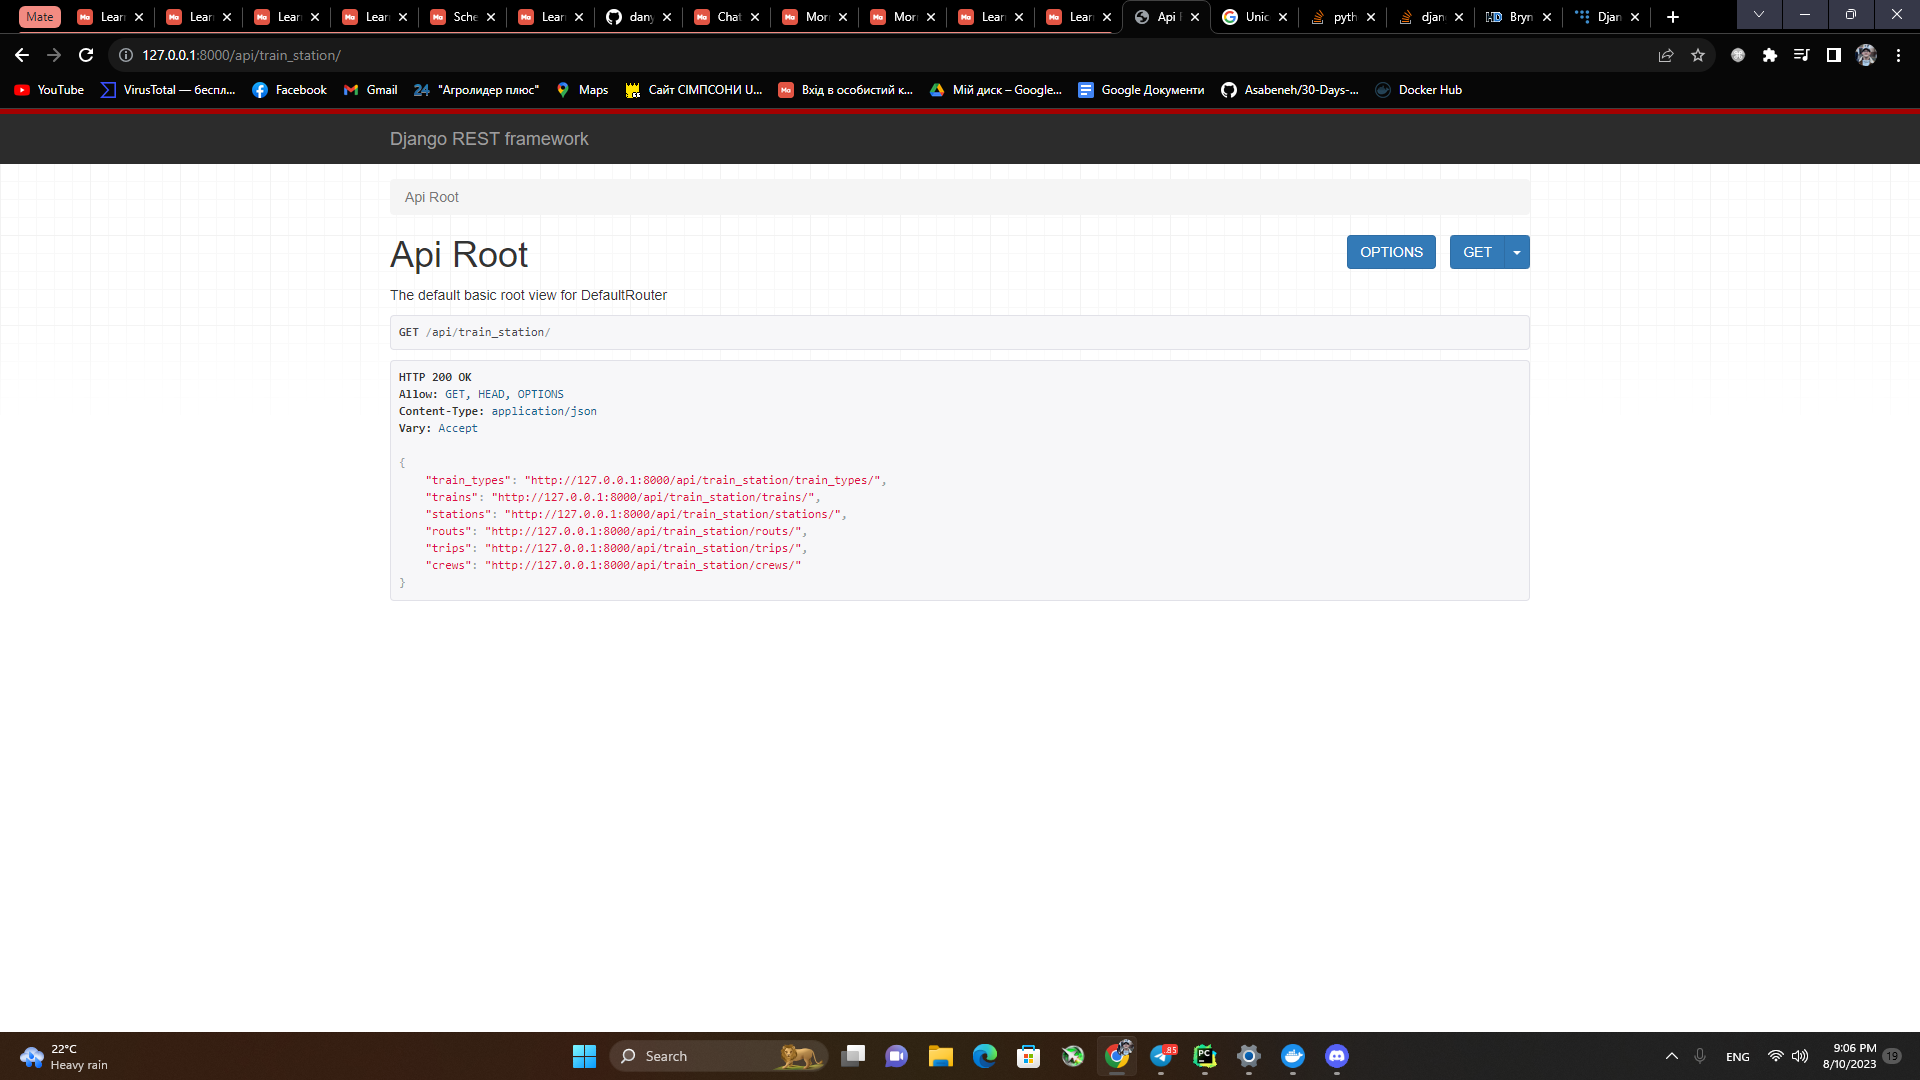 Mate
Lear
Lear
Lear
Lear
Sche
Lear
dany
Chat
Mor
Mor
Lear
Lear
Api
Unic
pyth
djan
Bryn
Djan
127.0.0.1:8000/api/train_station/
YouTube
VirusTotal — беспл...
Facebook
Gmail
24 "Агролидер плюс"
Maps
Сайт СІМПСОНИ U...
Вхід в особистий к...
Мій диск – Google...
Google Документи
Asabeneh/30-Days-...
Docker Hub
Django REST framework
Api Root
Api Root
OPTIONS
GET
The default basic root view for DefaultRouter
GET /api/train_station/
HTTP 200 OK
Allow: GET, HEAD, OPTIONS
Content-Type: application/json
Vary: Accept
{
"train_types": "http://127.0.0.1:8000/api/train_station/train_types/",
"trains": "http://127.0.0.1:8000/api/train_station/trains/",
"stations": "http://127.0.0.1:8000/api/train_station/stations/",
"routs": "http://127.0.0.1:8000/api/train_station/routs/",
"trips": "http://127.0.0.1:8000/api/train_station/trips/",
"crews": "http://127.0.0.1:8000/api/train_station/crews/"
}
22°C
Heavy rain
Search
ENG
9:06 PM
8/10/2023
19